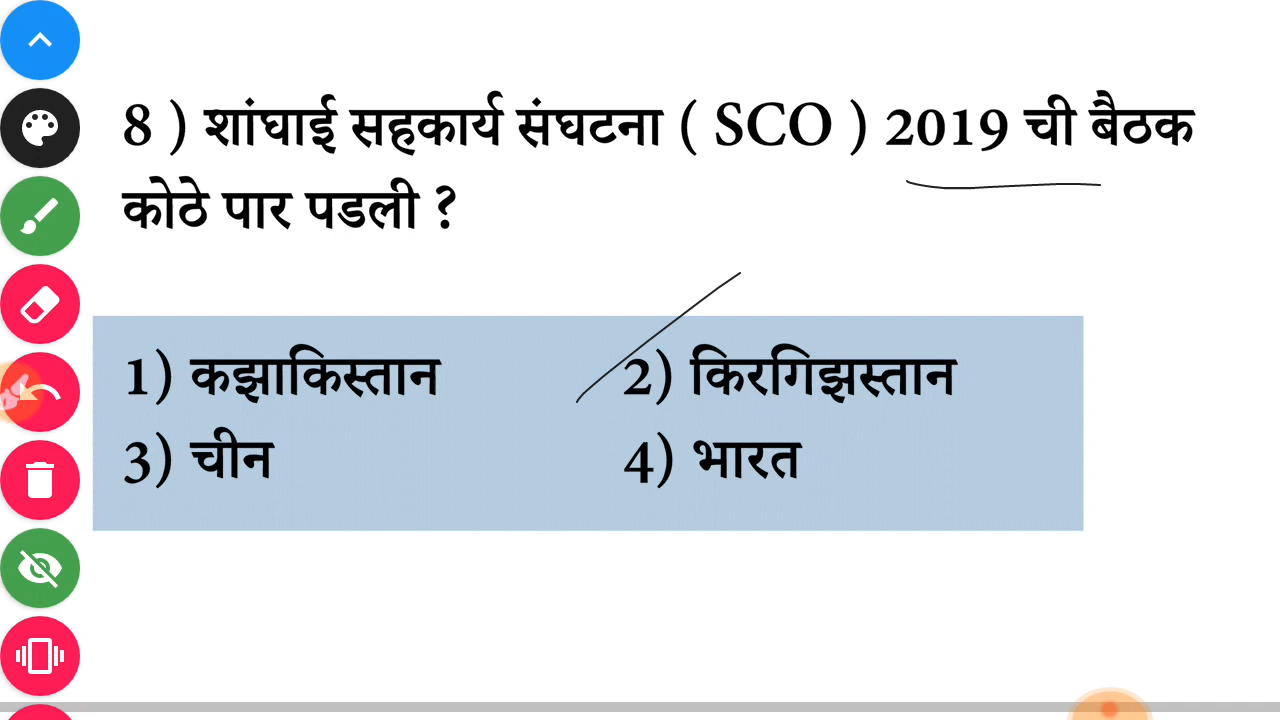 8 ) शांघाई सहकार्य संघटना ( SCO ) 2019 ची बैठक
कोठे पार पडली ?
1) कझाकिस्तान 2) किरगिझस्तान
3) चीन 4) भारत